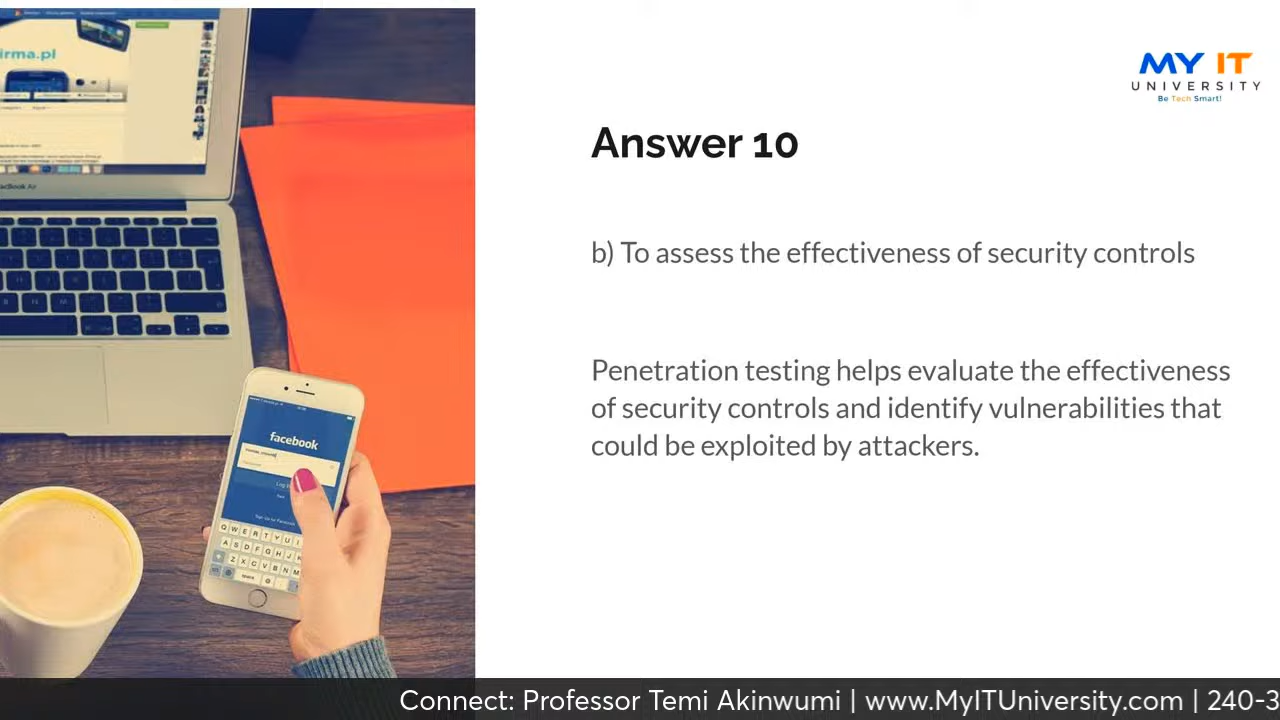 irma.pl
MacBook Air
facebook
Q W E R T Y U I
A S D F G H J K
Z X C V B N M
MY IT
UNIVERSITY
Be Tech Smart!
Answer 10
b) To assess the effectiveness of security controls
Penetration testing helps evaluate the effectiveness
of security controls and identify vulnerabilities that
could be exploited by attackers.
Connect: Professor Temi Akinwumi | www.MyITUniversity.com | 240-3